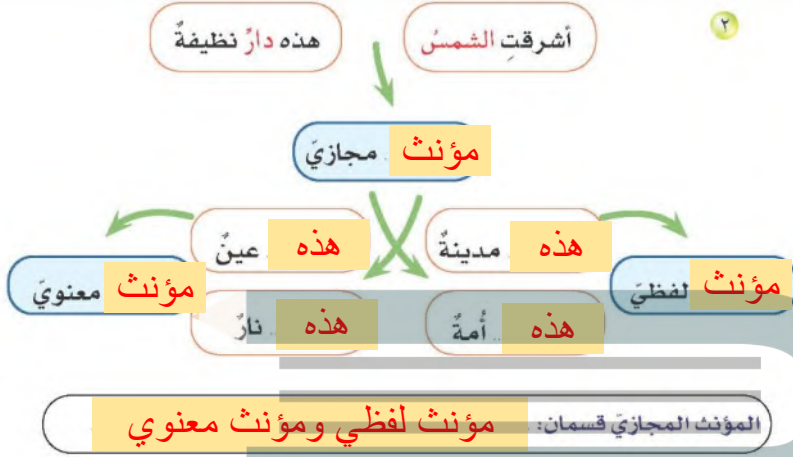 ٢
أشرقتِ الشمسُ
هذه دارٌ نظيفةٌ
مؤنث مجازيّ
هذه مدينةٌ
هذه عينٌ
مؤنث لفظيّ
مؤنث معنويّ
هذه أُمةٌ
هذه نارٌ
المؤنث المجازيّ قسمان: مؤنث لفظي ومؤنث معنوي